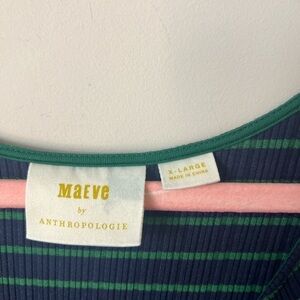 MaEve
by
ANTHROPOLOGIE
X-LARGE
MADE IN CHINA